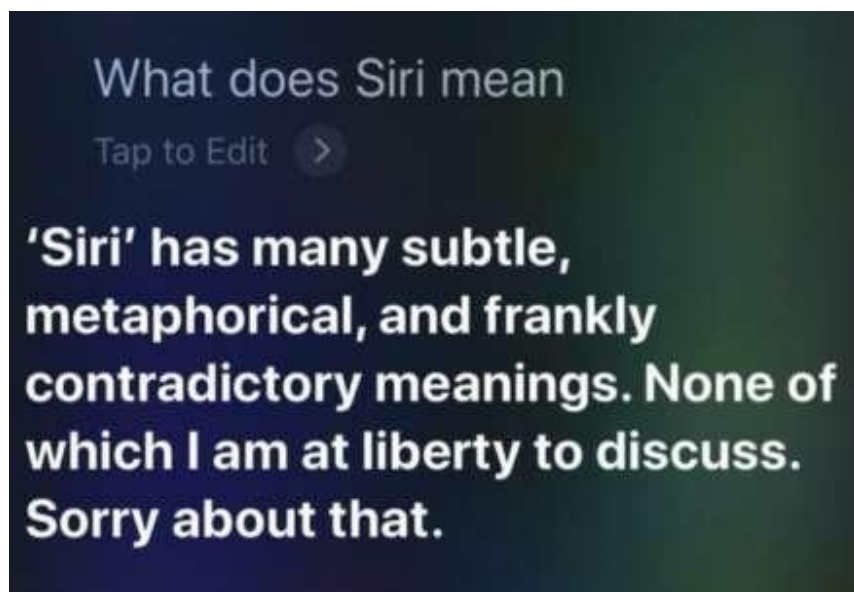 What does Siri mean
Tap to Edit >
‘Siri’ has many subtle,
metaphorical, and frankly
contradictory meanings. None of
which I am at liberty to discuss.
Sorry about that.